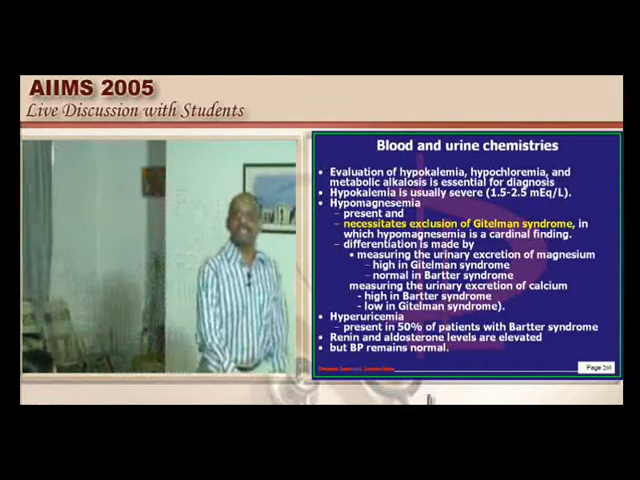 AIIMS 2005
Live Discussion with Students
Blood and urine chemistries
• Evaluation of hypokalemia, hypochloremia, and
metabolic alkalosis is essential for diagnosis
• Hypokalemia is usually severe (1.5-2.5 mEq/L).
• Hypomagnesemia
– present and
– necessitates exclusion of Gitelman syndrome, in
which hypomagnesemia is a cardinal finding.
– differentiation is made by
• measuring the urinary excretion of magnesium
– high in Gitelman syndrome
– normal in Bartter syndrome
measuring the urinary excretion of calcium
- high in Bartter syndrome
- low in Gitelman syndrome).
• Hyperuricemia
– present in 50% of patients with Bartter syndrome
• Renin and aldosterone levels are elevated
• but BP remains normal.
Page 260